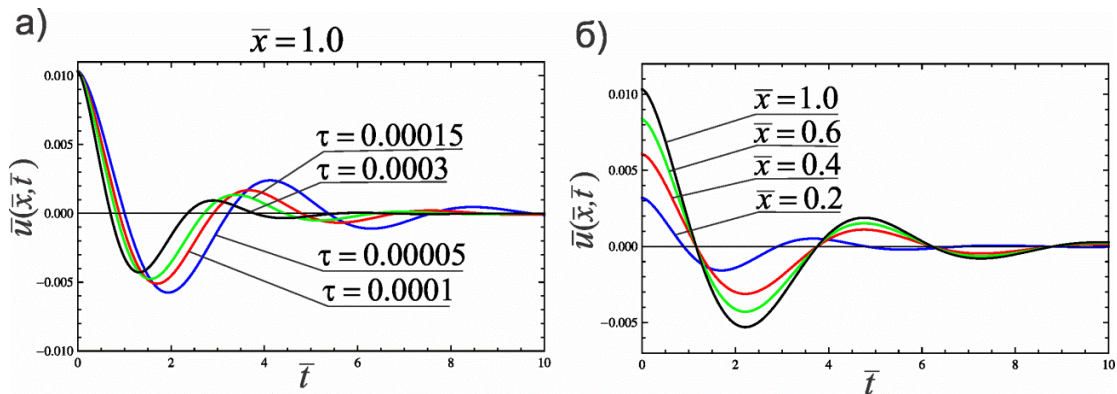 а)
x̅ = 1.0
0.010
0.005
0.000
−0.005
−0.010
u̅(x̅,t̅)
τ = 0.00015
τ = 0.0003
τ = 0.00005
τ = 0.0001
0 2 4 6 8 10
t̅
б)
0.010
0.005
0.000
−0.005
u̅(x̅,t̅)
x̅ = 1.0
x̅ = 0.6
x̅ = 0.4
x̅ = 0.2
0 2 4 6 8 10
t̅